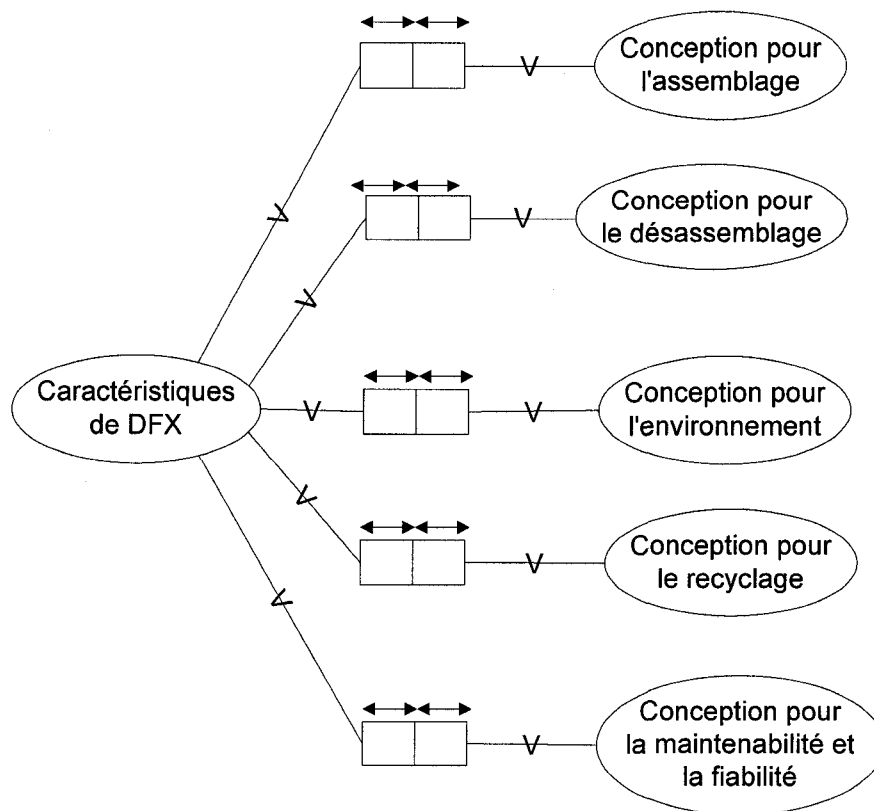 Conception pour
l'assemblage
Conception pour
le désassemblage
Caractéristiques
de DFX
Conception pour
l'environnement
Conception pour
le recyclage
Conception pour
la maintenabilité et
la fiabilité